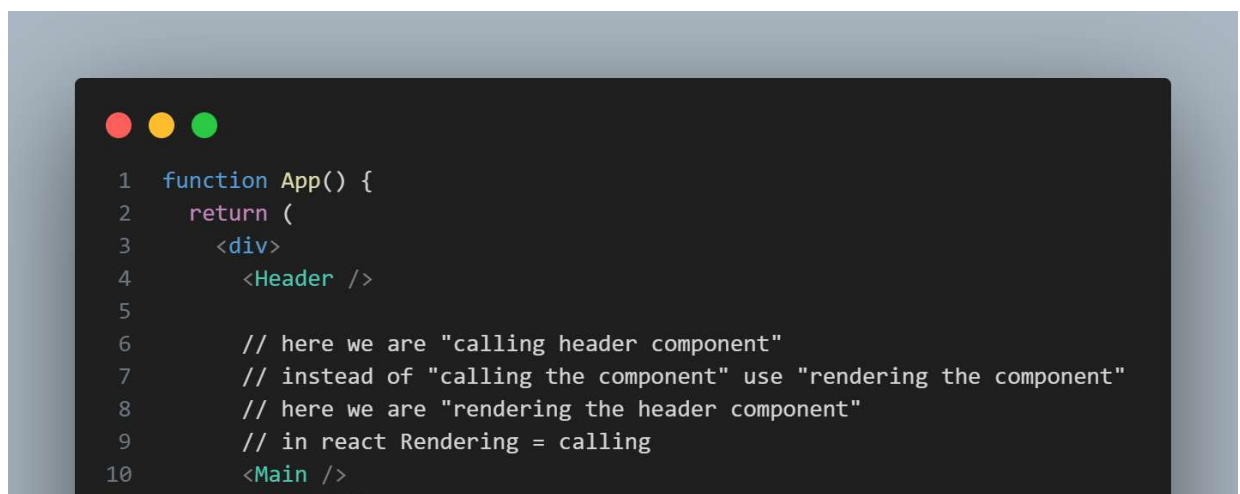 1 function App() {
2 return (
3 <div>
4 <Header />
5
6 // here we are "calling header component"
7 // instead of "calling the component" use "rendering the component"
8 // here we are "rendering the header component"
9 // in react Rendering = calling
10 <Main />